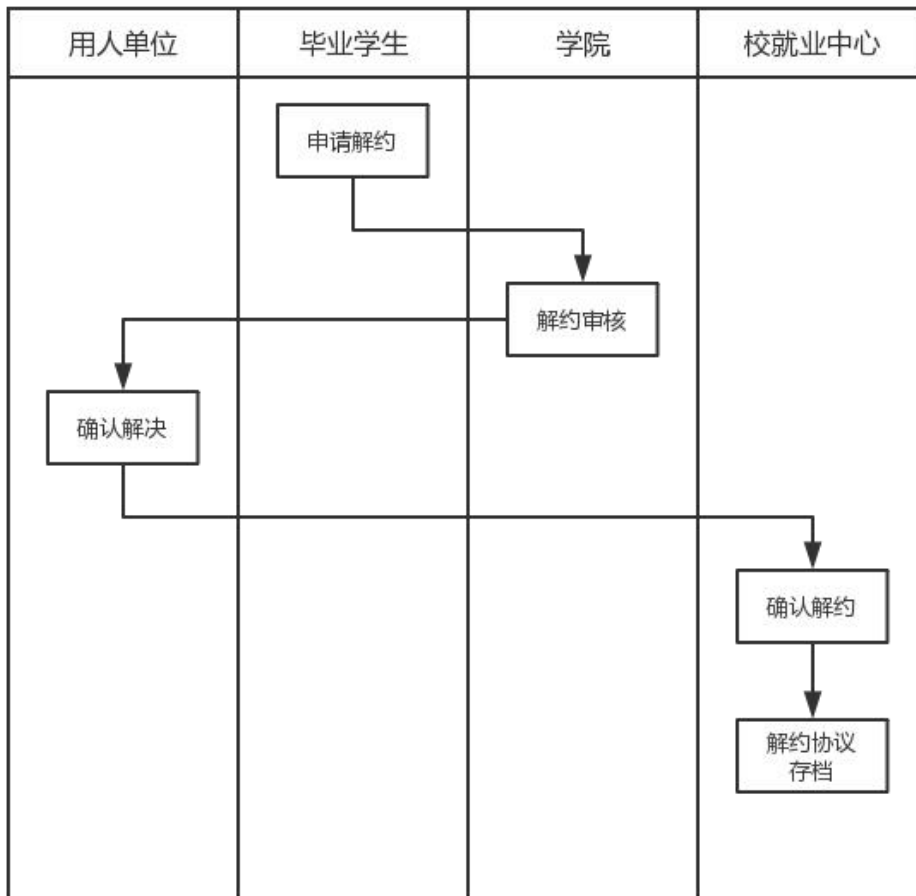 用人单位
毕业学生
学院
校就业中心
申请解约
解约审核
确认解决
确认解约
解约协议
存档